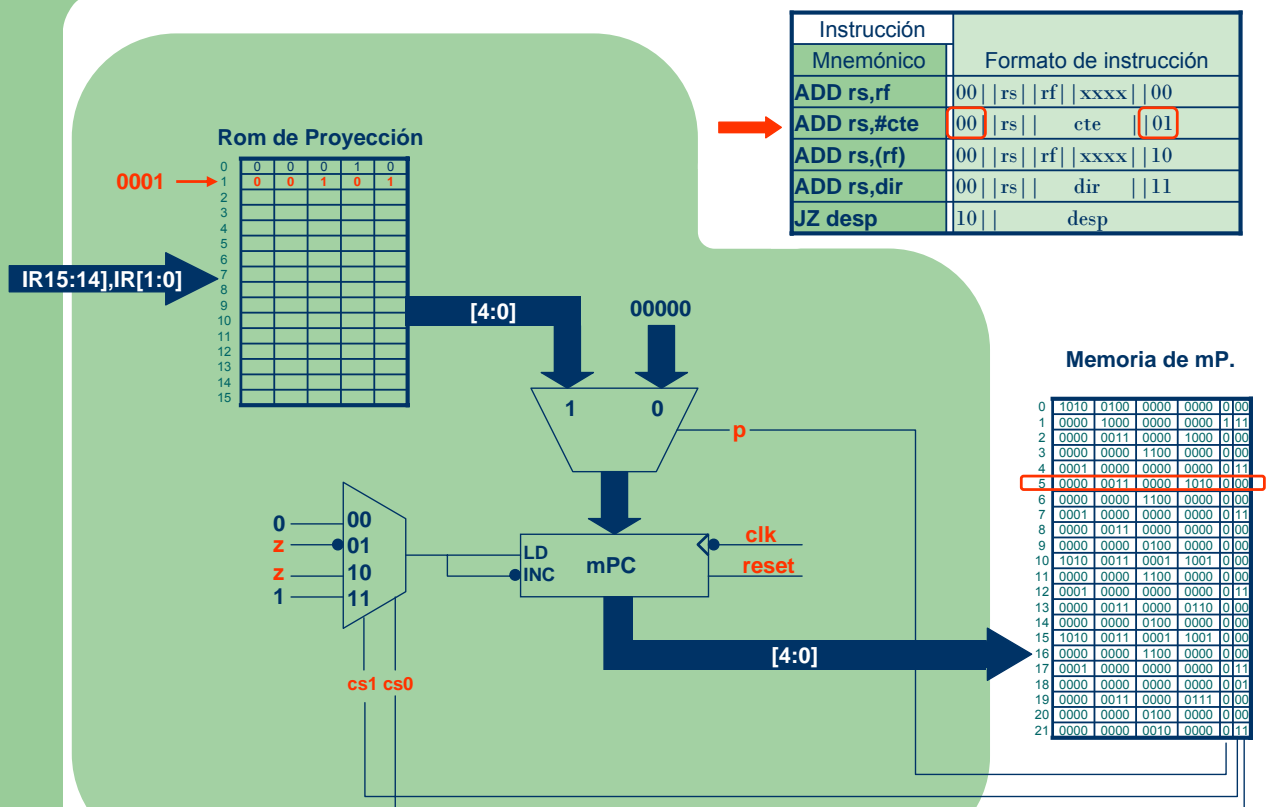 Instrucción
Mnemónico Formato de instrucción
ADD rs,rf 00||rs||rf||xxxx||00
ADD rs,#cte 00||rs|| cte ||01
ADD rs,(rf) 00||rs||rf||xxxx||10
ADD rs,dir 00||rs|| dir ||11
JZ desp 10|| desp
Rom de Proyección
0 0 0 0 1 0
0001 1 0 0 1 0 1
2
3
4
5
6
7
8
9
10
11
12
13
14
15
IR15:14],IR[1:0]
[4:0]
00000
1 0
p
0 00
z 01
z 10
1 11
cs1 cs0
LD
INC
mPC
clk
reset
[4:0]
Memoria de mP.
0 1010 0100 0000 0000 0 00
1 0000 1000 0000 0000 1 11
2 0000 0011 0000 1000 0 00
3 0000 0000 1100 0000 0 00
4 0001 0000 0000 0000 0 11
5 0000 0011 0000 1010 0 00
6 0000 0000 1100 0000 0 00
7 0001 0000 0000 0000 0 11
8 0000 0011 0000 0000 0 00
9 0000 0000 0100 0000 0 00
10 1010 0011 0001 1001 0 00
11 0000 0000 1100 0000 0 00
12 0001 0000 0000 0000 0 11
13 0000 0011 0000 0110 0 00
14 0000 0000 0100 0000 0 00
15 1010 0011 0001 1001 0 00
16 0000 0000 1100 0000 0 00
17 0001 0000 0000 0000 0 11
18 0000 0000 0000 0000 0 01
19 0000 0011 0000 0111 0 00
20 0000 0000 0100 0000 0 00
21 0000 0000 0010 0000 0 11